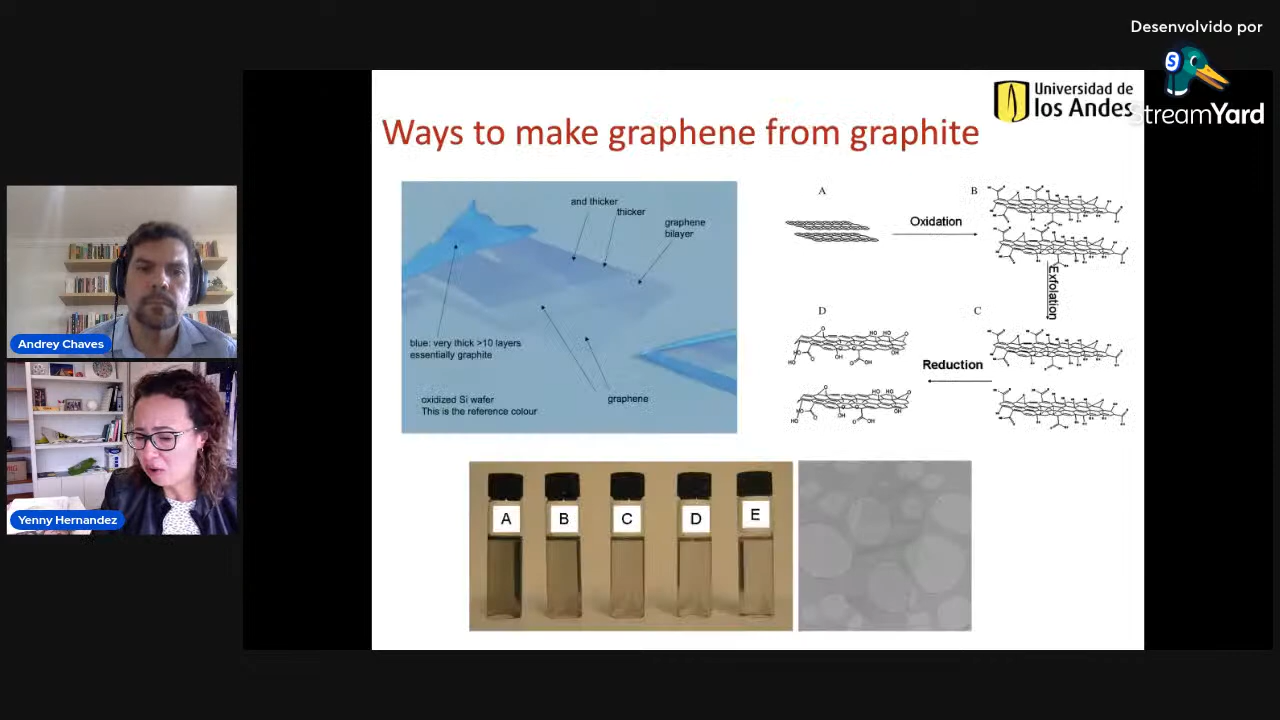 Desenvolvido por
StreamYard
Universidad de
los Andes
Ways to make graphene from graphite
and thicker
thicker
graphene
bilayer
blue: very thick >10 layers
essentially graphite
oxidized Si wafer
This is the reference colour
graphene
A
B
Oxidation
Exfolation
D
C
Reduction
A
B
C
D
E
Andrey Chaves
Yenny Hernandez